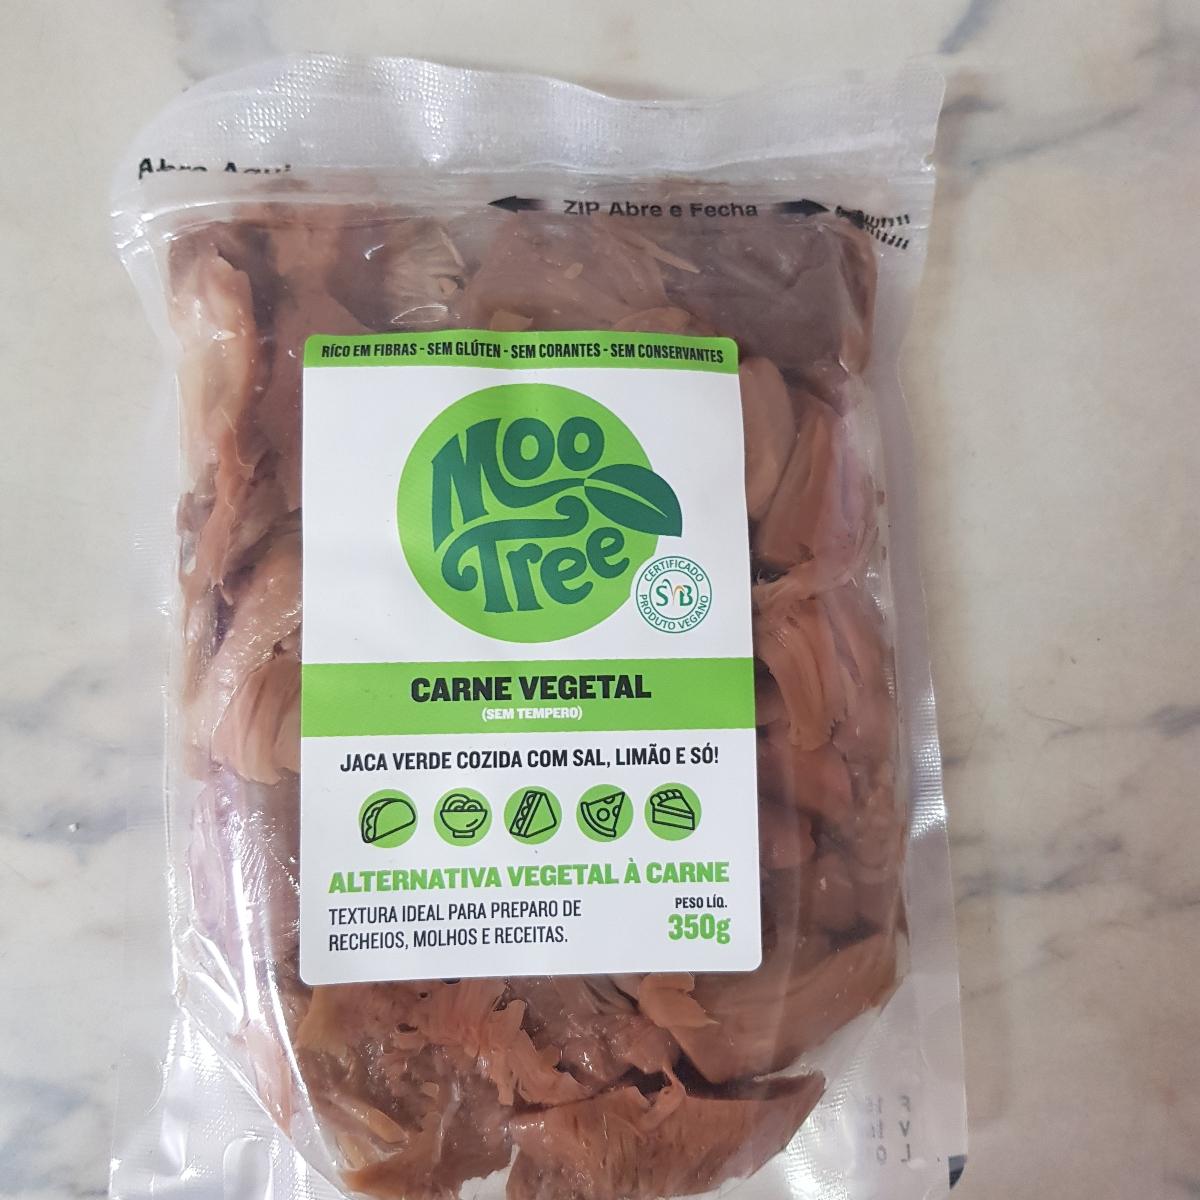 Abre Aqui
ZIP Abre e Fecha
RICO EM FIBRAS - SEM GLÚTEN - SEM CORANTES - SEM CONSERVANTES
Moo
Tree
CERTIFICADO
SVB
PRODUTO VEGANO
CARNE VEGETAL
(SEM TEMPERO)
JACA VERDE COZIDA COM SAL, LIMÃO E SÓ!
ALTERNATIVA VEGETAL À CARNE
TEXTURA IDEAL PARA PREPARO DE
RECHEIOS, MOLHOS E RECEITAS.
PESO LÍQ.
350g